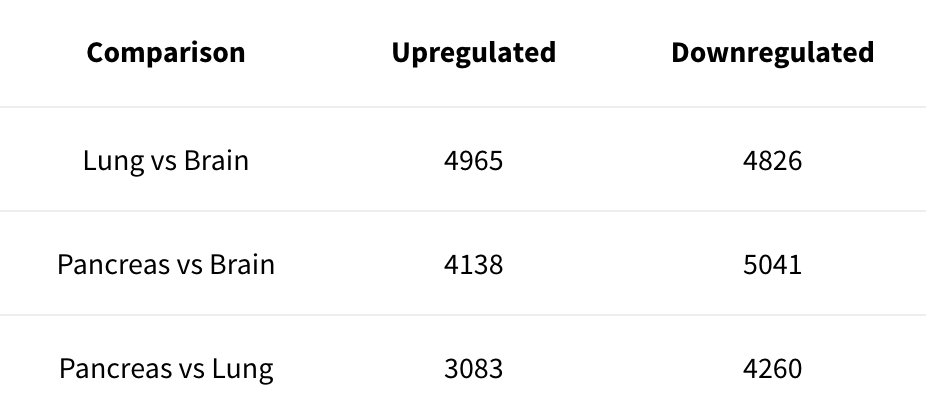 Comparison Upregulated Downregulated
Lung vs Brain 4965 4826
Pancreas vs Brain 4138 5041
Pancreas vs Lung 3083 4260